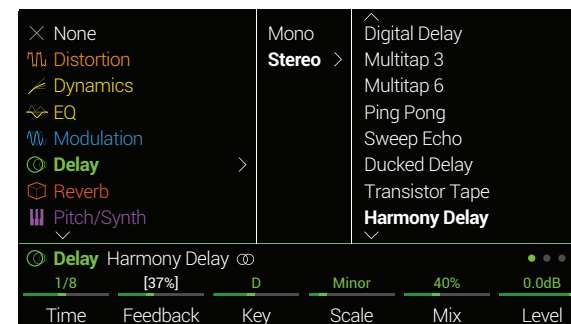 None
Distortion
Dynamics
EQ
Modulation
Delay
Reverb
Pitch/Synth
Mono
Stereo
Digital Delay
Multitap 3
Multitap 6
Ping Pong
Sweep Echo
Ducked Delay
Transistor Tape
Harmony Delay
Delay Harmony Delay
1/8 [37%] D Minor 40% 0.0dB
Time Feedback Key Scale Mix Level